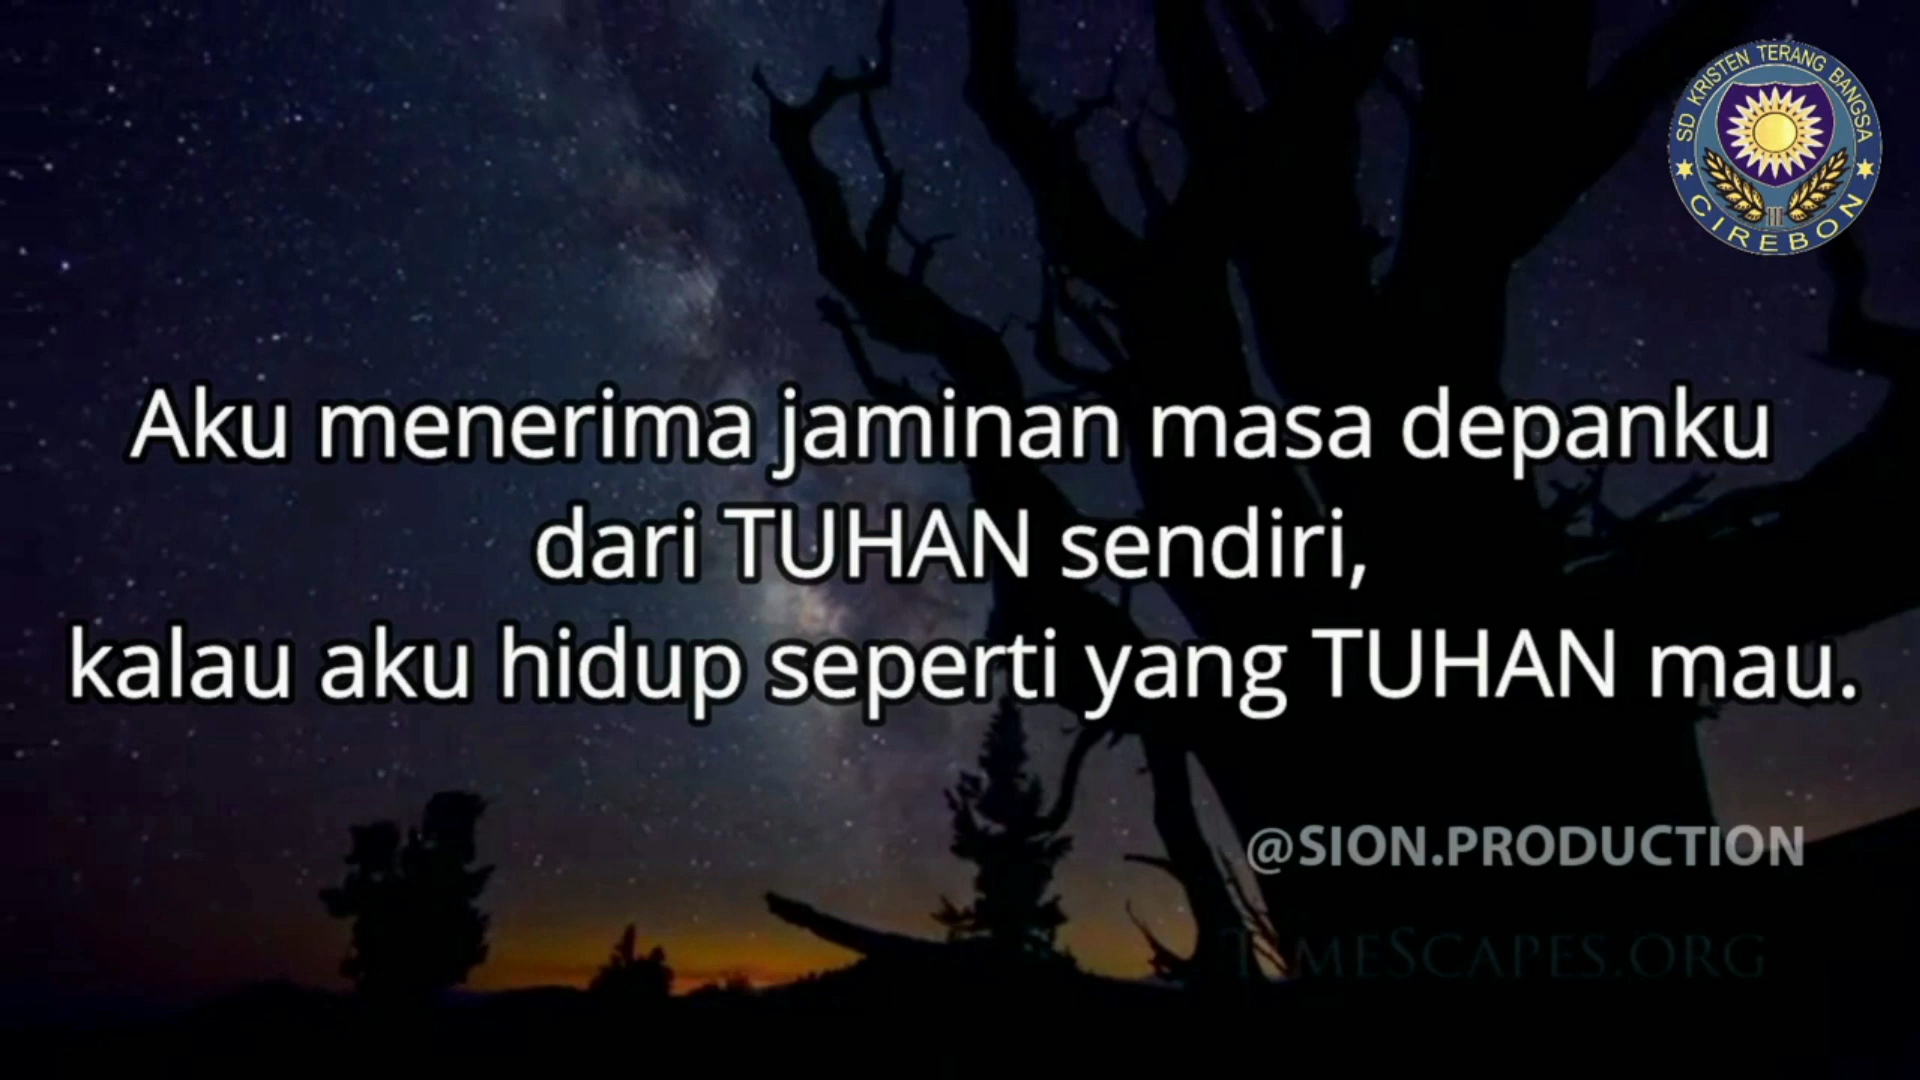 SD KRISTEN TERANG BANGSA
CIREBON
Aku menerima jaminan masa depanku
dari TUHAN sendiri,
kalau aku hidup seperti yang TUHAN mau.
@SION.PRODUCTION
TIMESCAPES.ORG